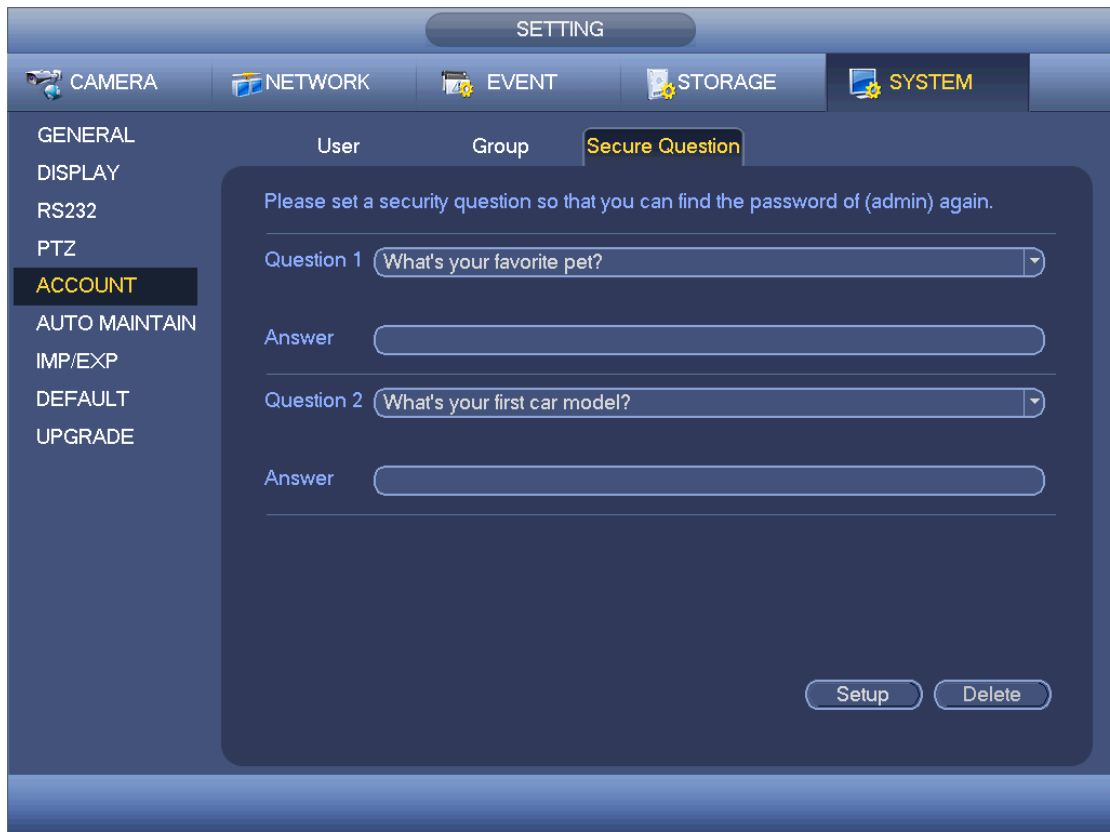 SETTING
CAMERA NETWORK EVENT STORAGE SYSTEM
GENERAL
DISPLAY
RS232
PTZ
ACCOUNT
AUTO MAINTAIN
IMP/EXP
DEFAULT
UPGRADE
User Group Secure Question
Please set a security question so that you can find the password of (admin) again.
Question 1 What's your favorite pet?
Answer
Question 2 What's your first car model?
Answer
Setup Delete